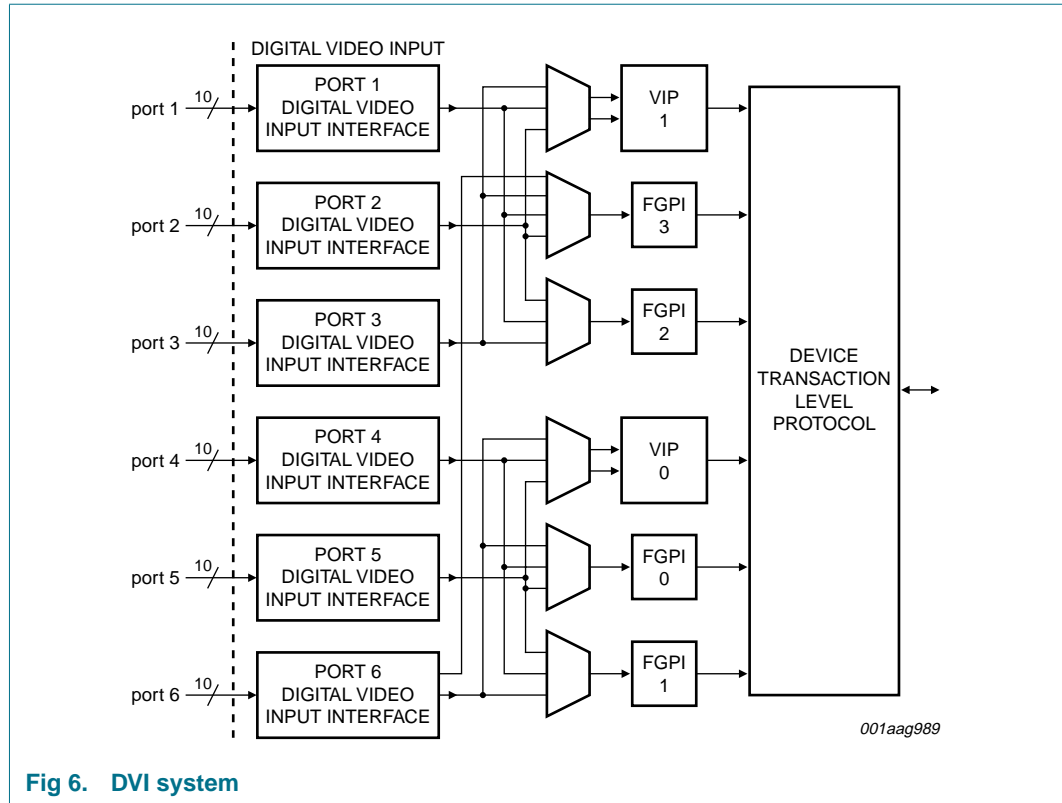 DIGITAL VIDEO INPUT
port 1
10
PORT 1
DIGITAL VIDEO
INPUT INTERFACE
VIP
1
port 2
10
PORT 2
DIGITAL VIDEO
INPUT INTERFACE
FGPI
3
port 3
10
PORT 3
DIGITAL VIDEO
INPUT INTERFACE
FGPI
2
DEVICE
TRANSACTION
LEVEL
PROTOCOL
port 4
10
PORT 4
DIGITAL VIDEO
INPUT INTERFACE
VIP
0
port 5
10
PORT 5
DIGITAL VIDEO
INPUT INTERFACE
FGPI
0
port 6
10
PORT 6
DIGITAL VIDEO
INPUT INTERFACE
FGPI
1
001aag989
Fig 6. DVI system